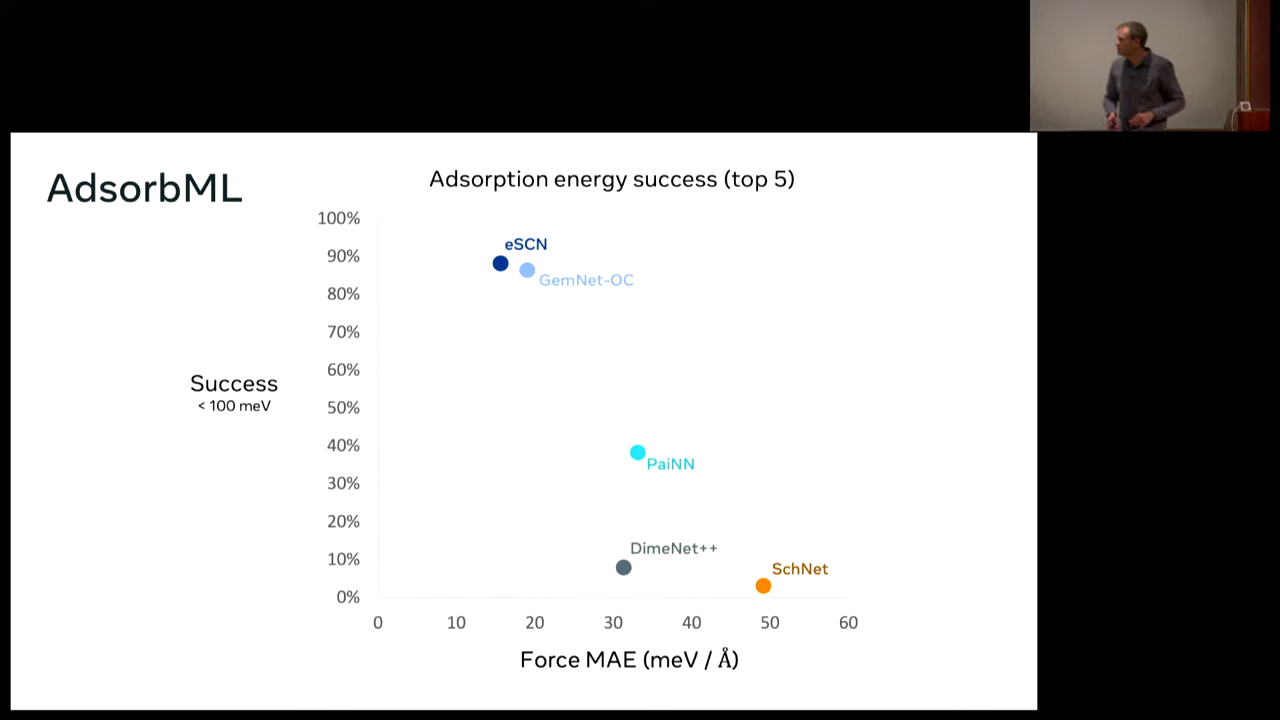 AdsorbML
Adsorption energy success (top 5)
100%
90%
80%
70%
60%
50%
40%
30%
20%
10%
0%
Success
< 100 meV
eSCN
GemNet-OC
PaiNN
DimeNet++
SchNet
0 10 20 30 40 50 60
Force MAE (meV / Å)